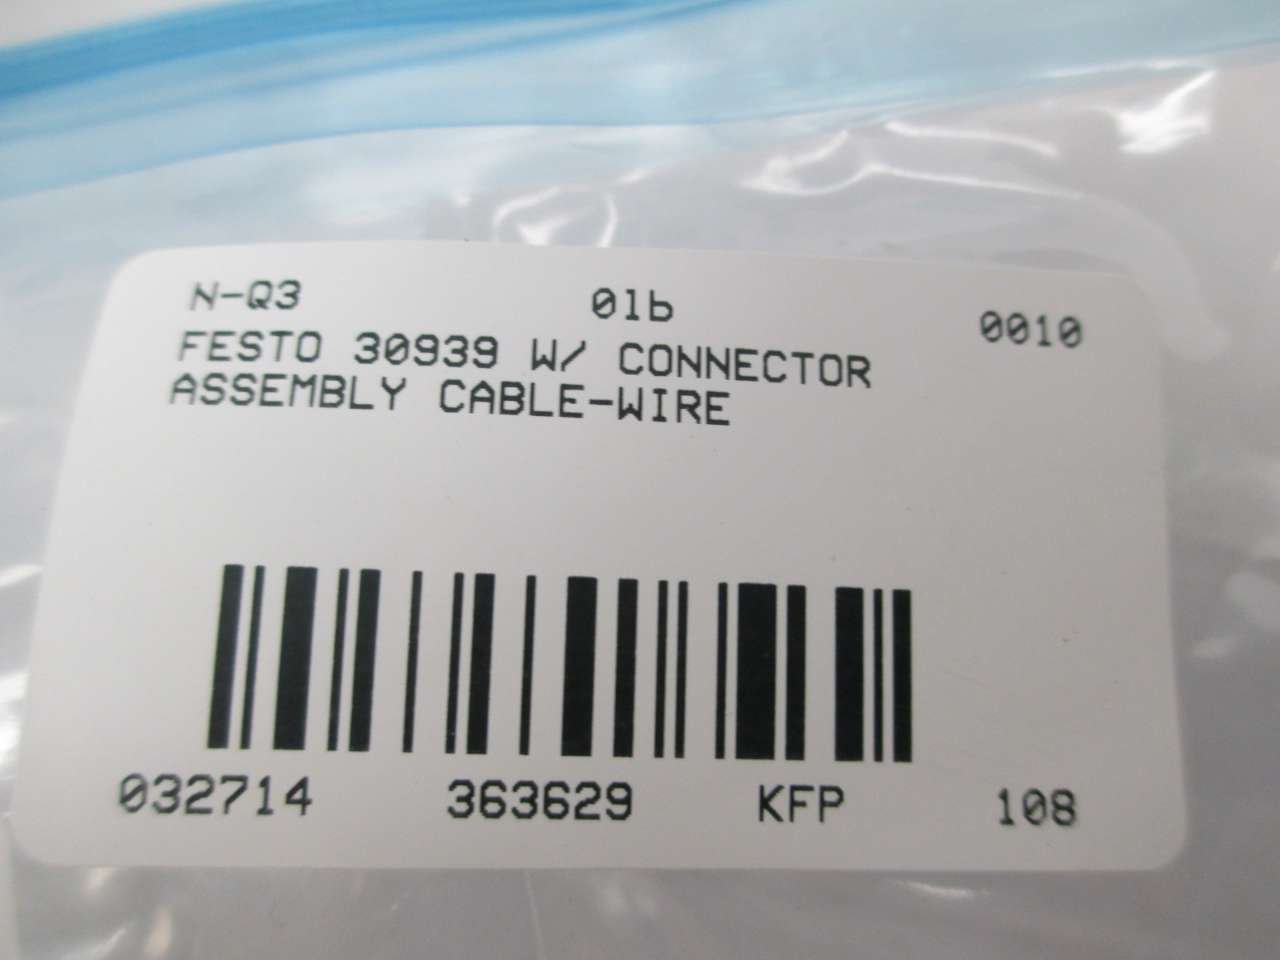 N-Q3 01b 0010
FESTO 30939 W/ CONNECTOR
ASSEMBLY CABLE-WIRE
032714 363629 KFP 108